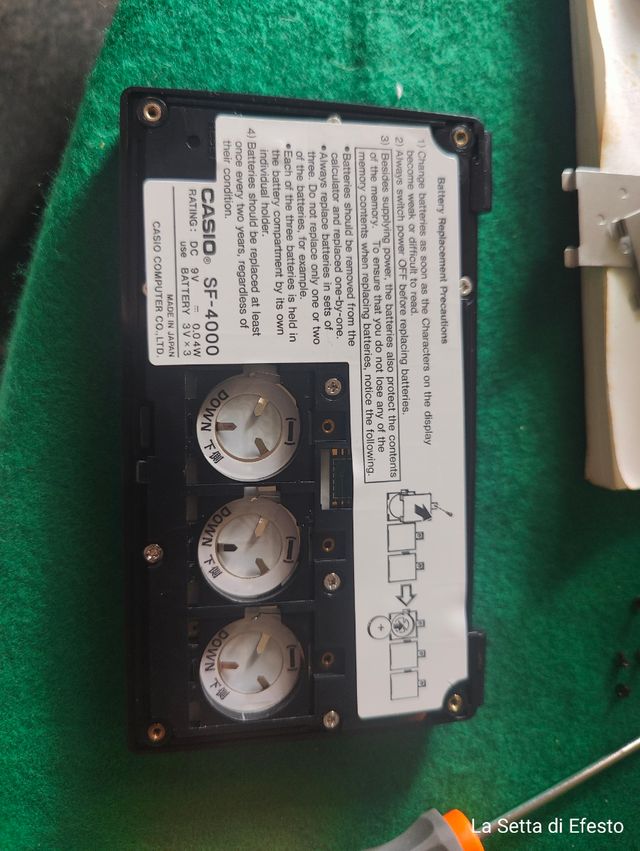 Battery Replacement Precautions
1) Change batteries as soon as the Characters on the display
become weak or difficult to read.
2) Always switch power OFF before replacing batteries.
3) Besides supplying power, the batteries also protect the contents
of the memory. To ensure that you do not lose any of the
memory contents when replacing batteries, notice the following.
•Batteries should be removed from the
calculator and replaced one-by-one.
•Always replace batteries in sets of
three. Do not replace only one or two
of the batteries, for example.
•Each of the three batteries is held in
the battery compartment by its own
individual holder.
4) Batteries should be replaced at least
once every two years, regardless of
their condition.
CASIO® SF-4000
RATING: DC 9V ⎓ 0.04W
use BATTERY 3V×3
MADE IN JAPAN
CASIO COMPUTER CO.,LTD.
DOWN 下側
DOWN 下側
DOWN 下側
La Setta di Efesto